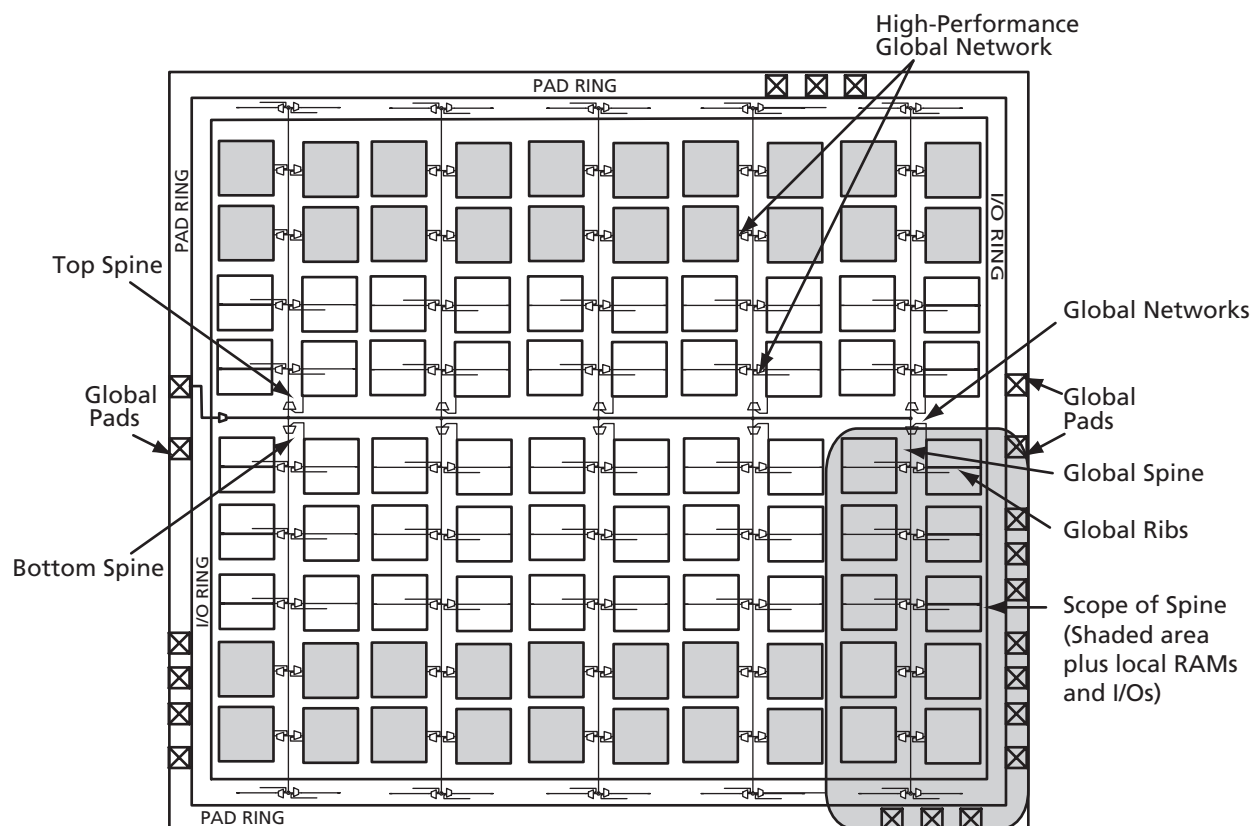 High-Performance
Global Network
PAD RING
PAD RING
I/O RING
Top Spine
Global Networks
Global
Pads
Global
Pads
Global Spine
Global Ribs
Bottom Spine
I/O RING
Scope of Spine
(Shaded area
plus local RAMs
and I/Os)
PAD RING